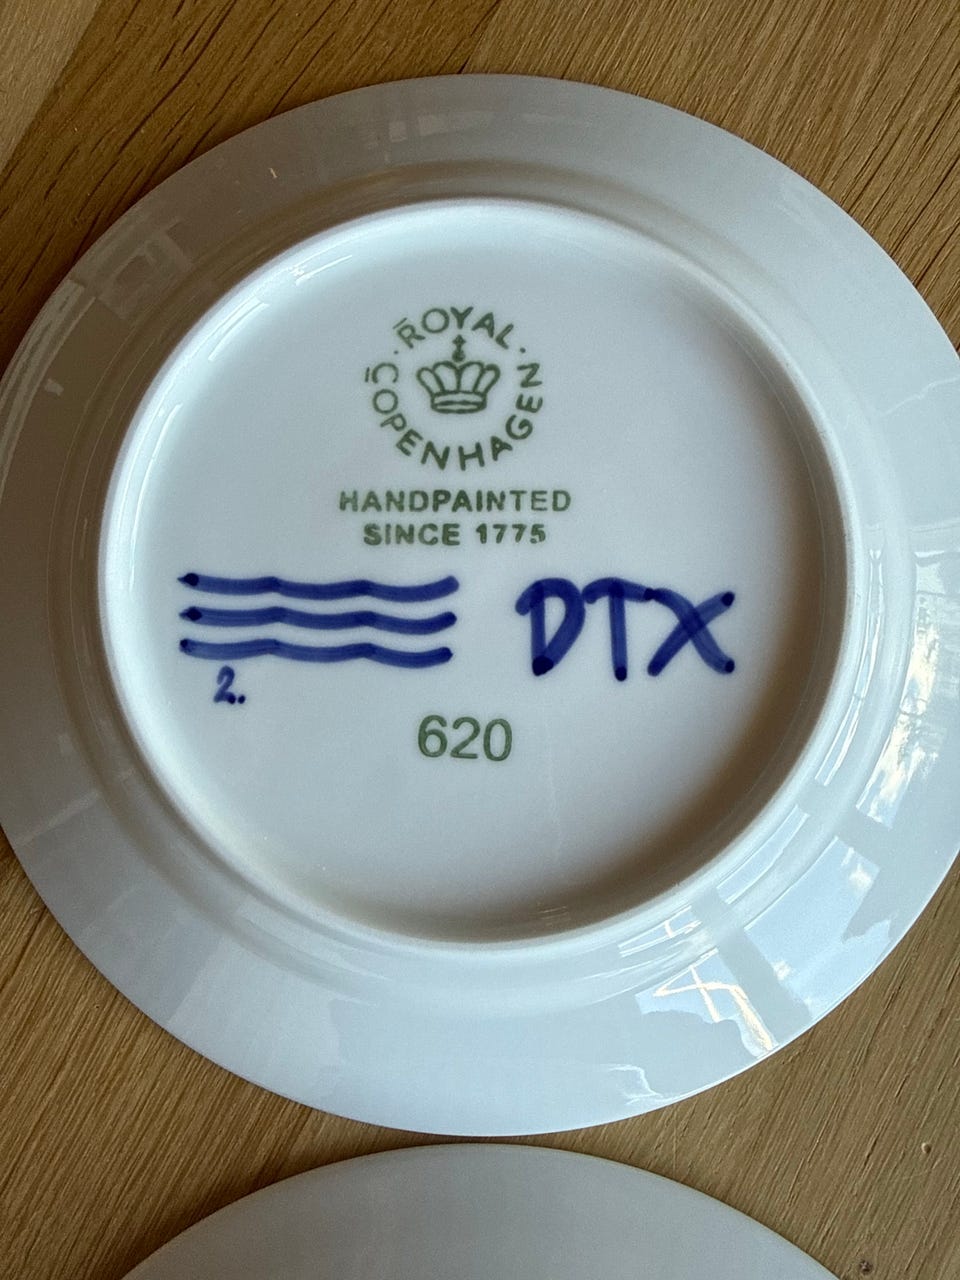 ROYAL
COPENHAGEN
HANDPAINTED
SINCE 1775
DTX
2.
620